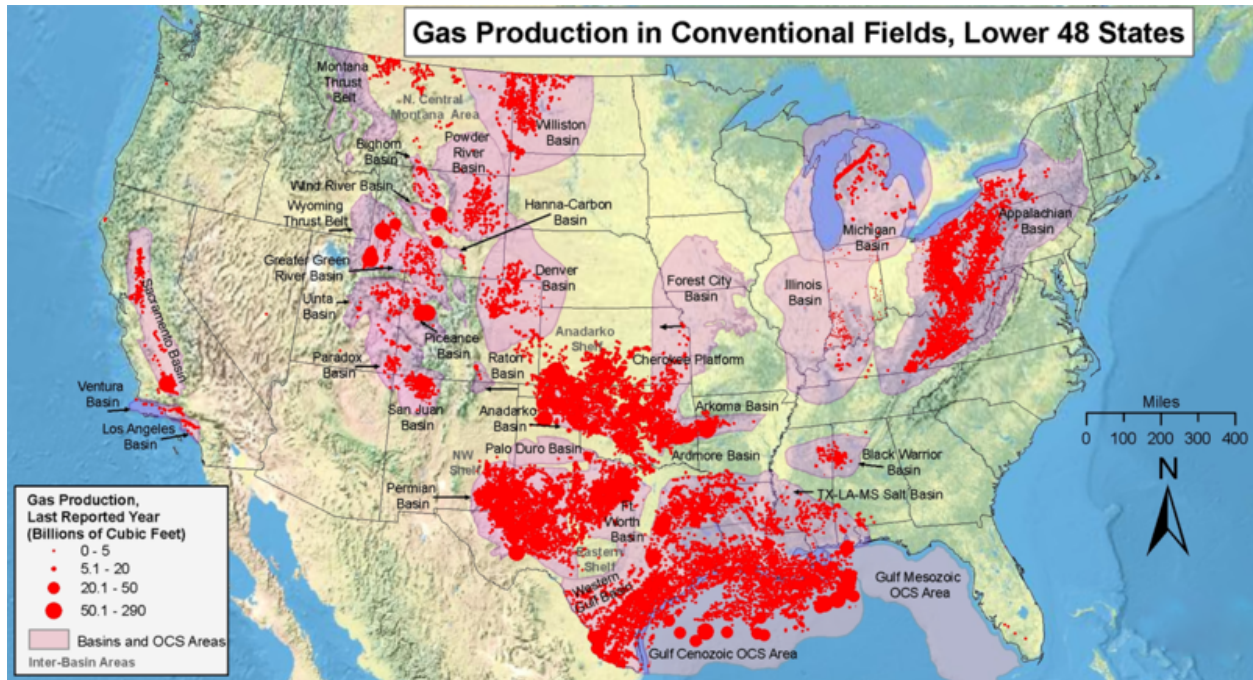 Gas Production in Conventional Fields, Lower 48 States
Montana
Thrust
Belt
N. Central
Montana Area
Williston
Basin
Powder
River
Basin
Bighorn
Basin
Wind River Basin
Hanna-Carbon
Basin
Wyoming
Thrust Belt
Greater Green
River Basin
Denver
Basin
Forest City
Basin
Illinois
Basin
Michigan
Basin
Appalachian
Basin
Uinta
Basin
Piceance
Basin
Anadarko
Shelf
Cherokee Platform
Sacramento Basin
Paradox
Basin
Raton
Basin
San Juan
Basin
Ventura
Basin
Los Angeles
Basin
Anadarko
Basin
Arkoma Basin
Palo Duro Basin
Ardmore Basin
Black Warrior
Basin
NW
Shelf
Permian
Basin
Ft.
Worth
Basin
TX-LA-MS Salt Basin
Eastern
Shelf
Western
Gulf Basin
Gulf Mesozoic
OCS Area
Gulf Cenozoic OCS Area
Miles
0 100 200 300 400
N
Gas Production,
Last Reported Year
(Billions of Cubic Feet)
0 - 5
5.1 - 20
20.1 - 50
50.1 - 290
Basins and OCS Areas
Inter-Basin Areas